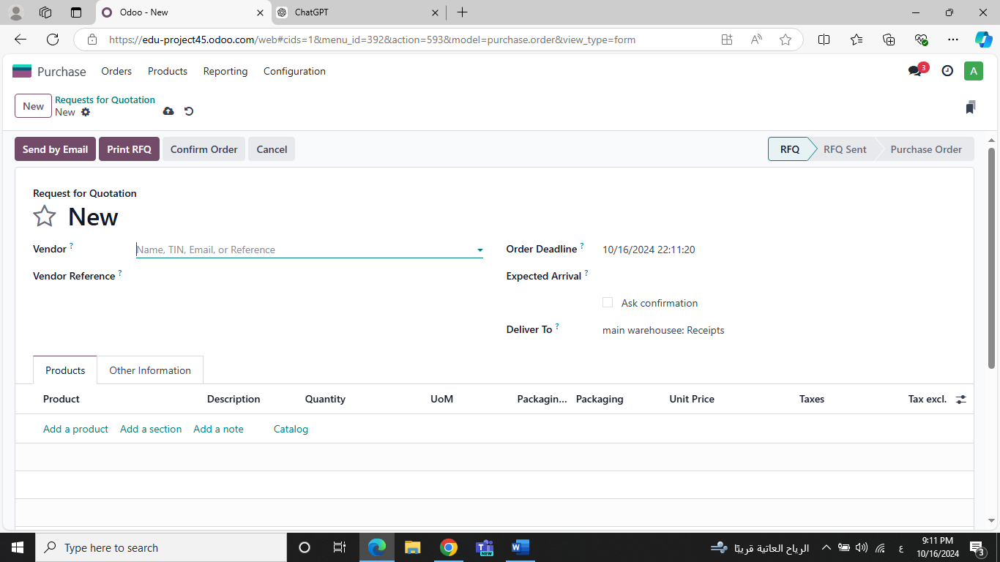 Odoo - New
ChatGPT
https://edu-project45.odoo.com/web#cids=1&menu_id=392&action=593&model=purchase.order&view_type=form
Purchase Orders Products Reporting Configuration 3 A
New Requests for Quotation
New
Send by Email Print RFQ Confirm Order Cancel RFQ RFQ Sent Purchase Order
Request for Quotation
New
Vendor ? Name, TIN, Email, or Reference
Order Deadline ? 10/16/2024 22:11:20
Vendor Reference ?
Expected Arrival ?
Ask confirmation
Deliver To ? main warehousee: Receipts
Products Other Information
Product Description Quantity UoM Packagin... Packaging Unit Price Taxes Tax excl.
Add a product Add a section Add a note Catalog
Type here to search
NEW
الرياح العاتية قريبًا
ع
9:11 PM
10/16/2024
3